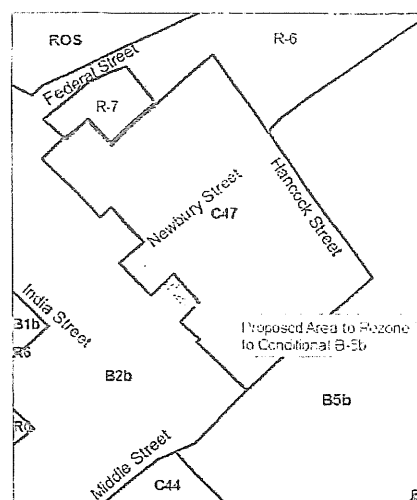 ROS
R-6
Federal Street
R-7
Newbury Street
C47
Hancock Street
India Street
B1b
R6
Proposed Area to Rezone
to Conditional B-5b
B2b
B5b
Middle Street
C44